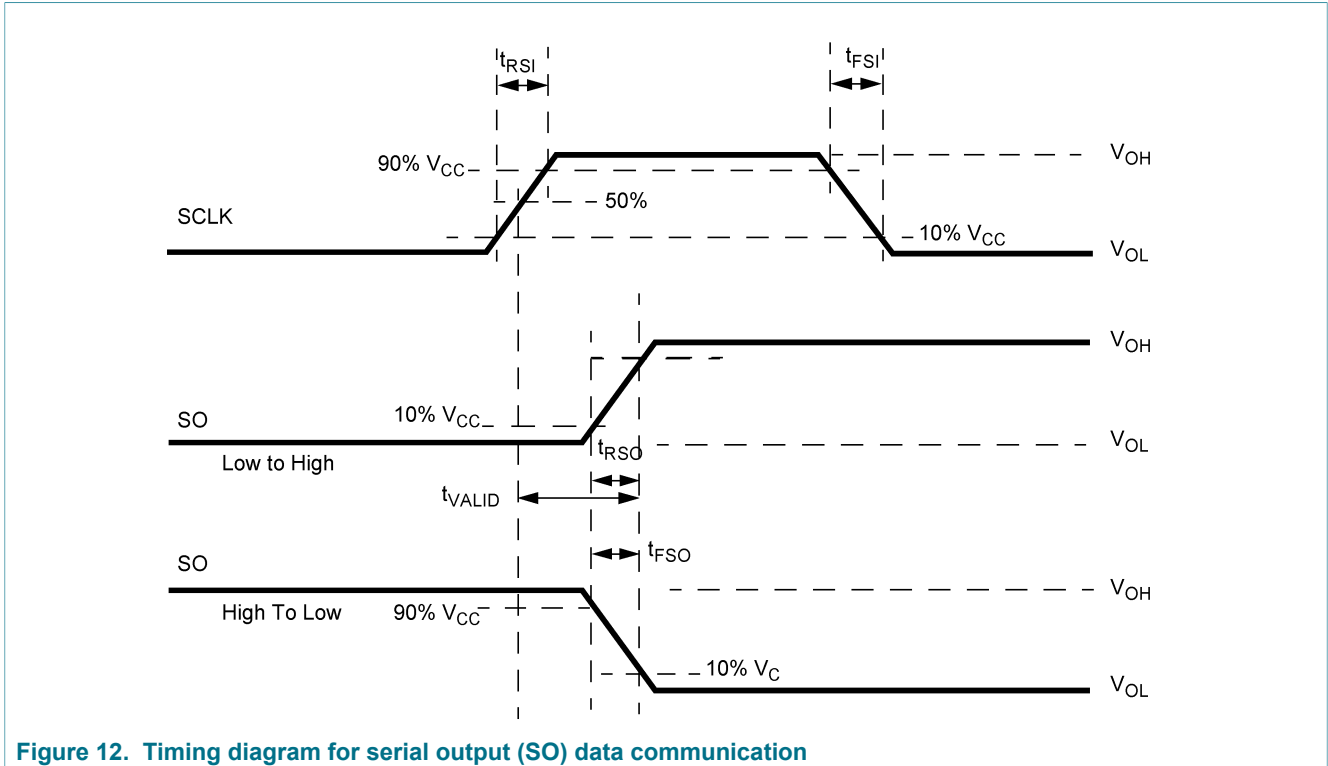 tRSI
tFSI
90% VCC
VOH
50%
SCLK
10% VCC
VOL
VOH
10% VCC
SO
tRSO
VOL
Low to High
tVALID
SO
tFSO
VOH
High To Low
90% VCC
10% VC
VOL
Figure 12. Timing diagram for serial output (SO) data communication